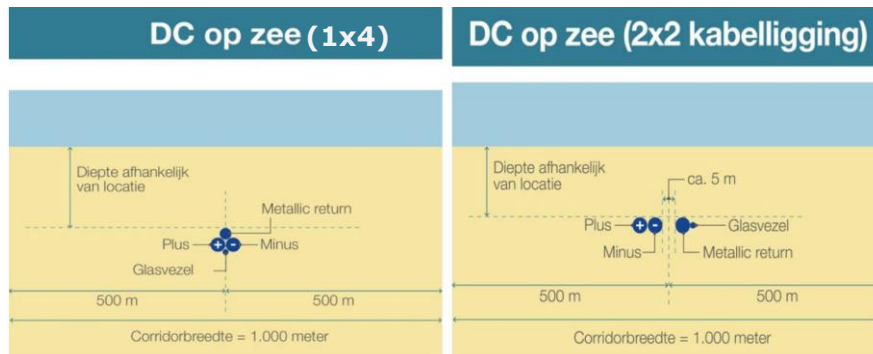 DC op zee (1x4)
Diepte afhankelijk
van locatie
Metallic return
Plus
+
-
Minus
Glasvezel
500 m
500 m
Corridorbreedte = 1.000 meter
DC op zee (2x2 kabelligging)
Diepte afhankelijk
van locatie
ca. 5 m
Plus
+
-
Glasvezel
Minus
Metallic return
500 m
500 m
Corridorbreedte = 1.000 meter